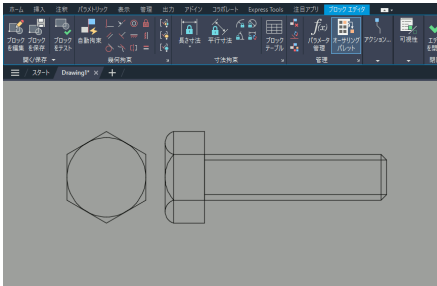 ホーム 挿入 注釈 パラメトリック 表示 管理 出力 アドイン コラボレート Express Tools 注目アプリ ブロック エディタ
ブロック ブロック ブロック 自動拘束 長さ寸法 平行寸法 ブロック パラメータ オーサリング アクション... 可視性 エデ
を編集 を保存 をテスト テーブル 管理 パレット を閉
開く/保存 幾何拘束 寸法拘束 管理 閉
スタート Drawing1*